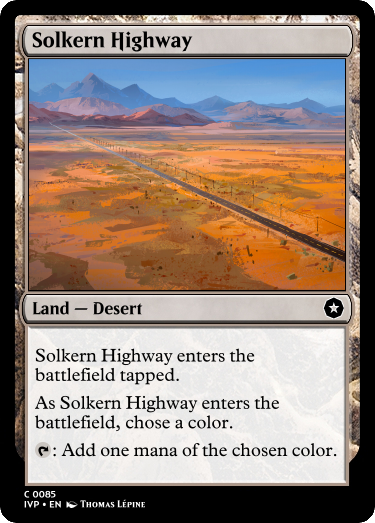 Solkern Highway
Land — Desert
Solkern Highway enters the
battlefield tapped.
As Solkern Highway enters the
battlefield, chose a color.
: Add one mana of the chosen color.
C 0085
IVP • EN Thomas Lépine